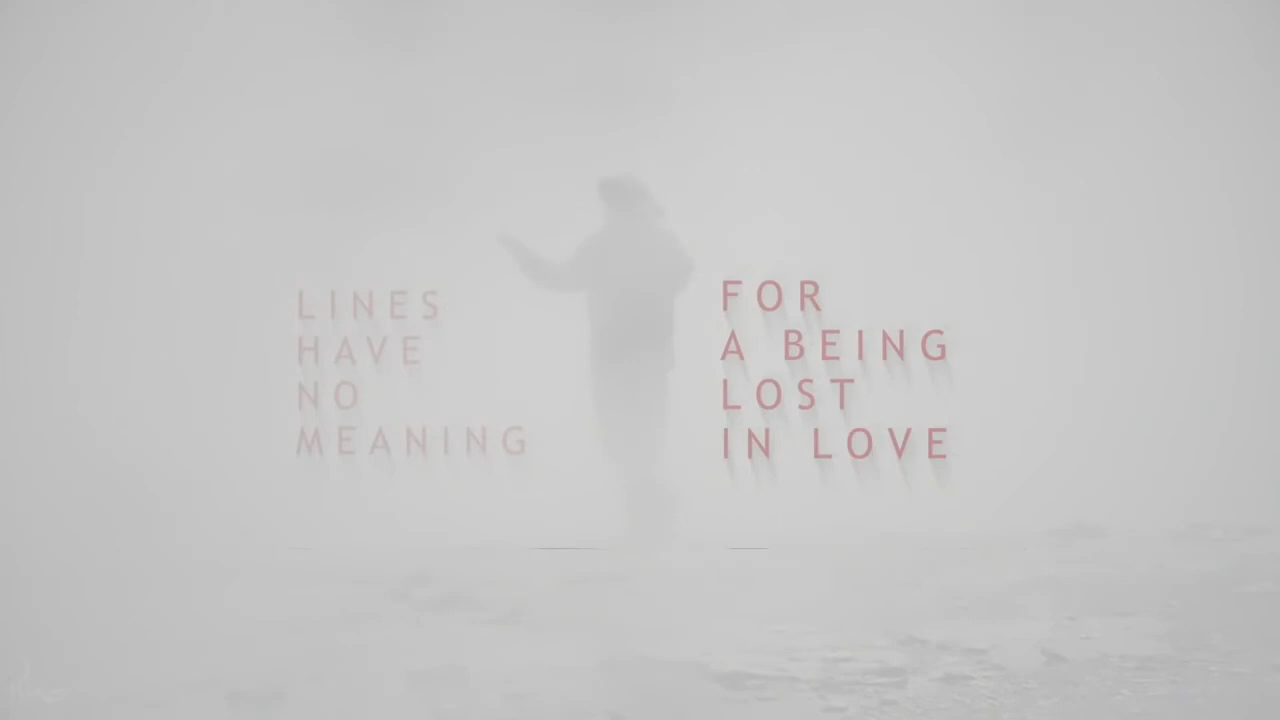 LINES
HAVE
NO
MEANING
FOR
A BEING
LOST
IN LOVE